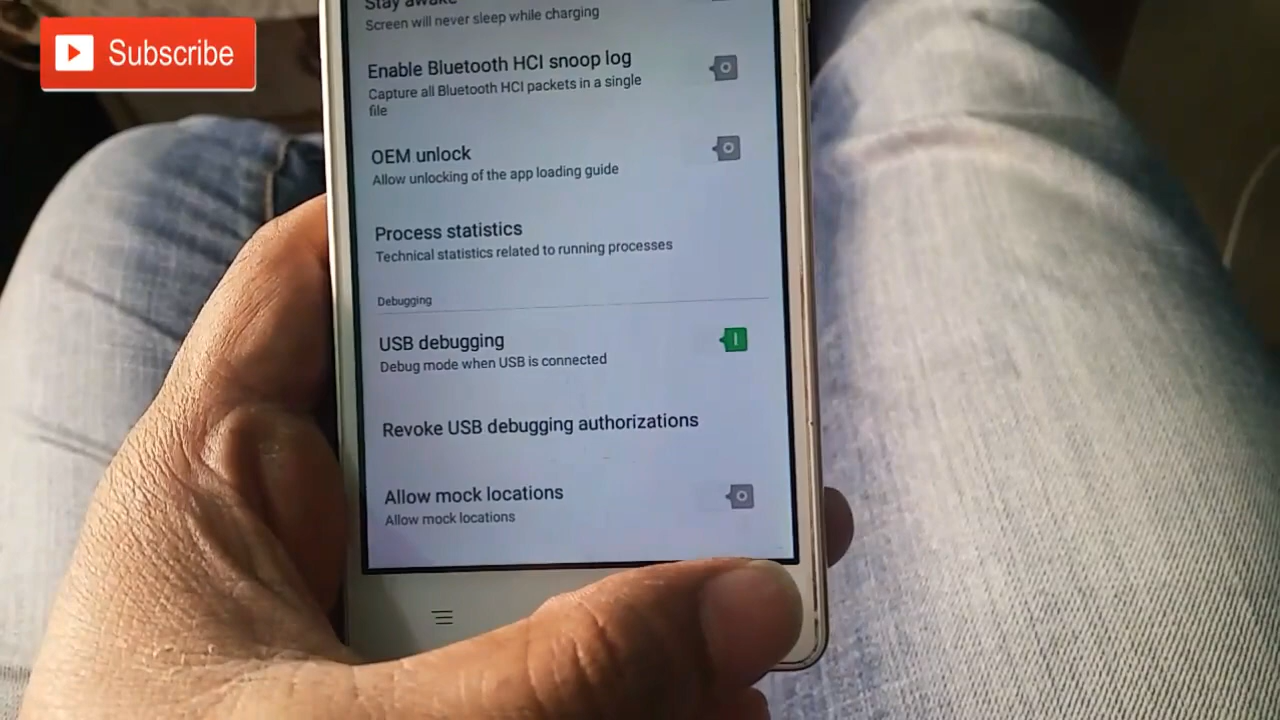 Subscribe
Stay awake
Screen will never sleep while charging
Enable Bluetooth HCI snoop log
Capture all Bluetooth HCI packets in a single
file
OEM unlock
Allow unlocking of the app loading guide
Process statistics
Technical statistics related to running processes
Debugging
USB debugging
Debug mode when USB is connected
Revoke USB debugging authorizations
Allow mock locations
Allow mock locations